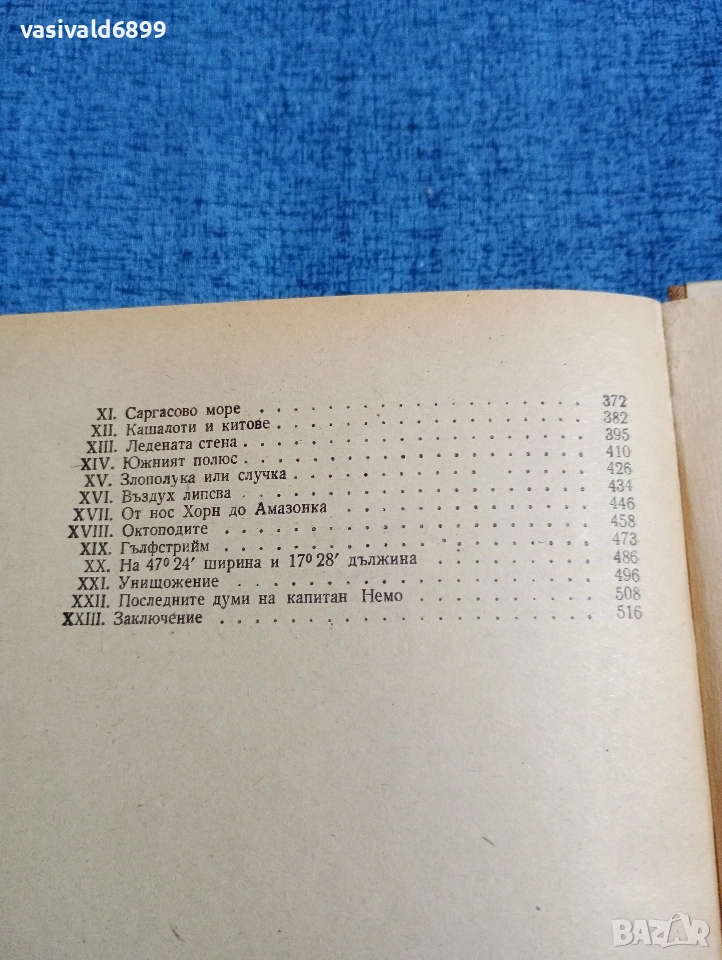 vasivald6899
XI. Саргасово море . . . . . . . . . . . . . . . . . 372
XII. Кашалоти и китове . . . . . . . . . . . . . . . . 382
XIII. Ледената стена . . . . . . . . . . . . . . . . . 395
XIV. Южният полюс . . . . . . . . . . . . . . . . . 410
XV. Злополука или случка . . . . . . . . . . . . . . . 426
XVI. Въздух липсва . . . . . . . . . . . . . . . . . 434
XVII. От нос Хорн до Амазонка . . . . . . . . . . . . . 446
XVIII. Октоподите . . . . . . . . . . . . . . . . . . 458
XIX. Гълфстрийм . . . . . . . . . . . . . . . . . . 473
XX. На 47° 24′ ширина и 17° 28′ дължина . . . . . . . . . 486
XXI. Унищожение . . . . . . . . . . . . . . . . . . 496
XXII. Последните думи на капитан Немо . . . . . . . . . . 508
XXIII. Заключение . . . . . . . . . . . . . . . . . . 516
BAZAR